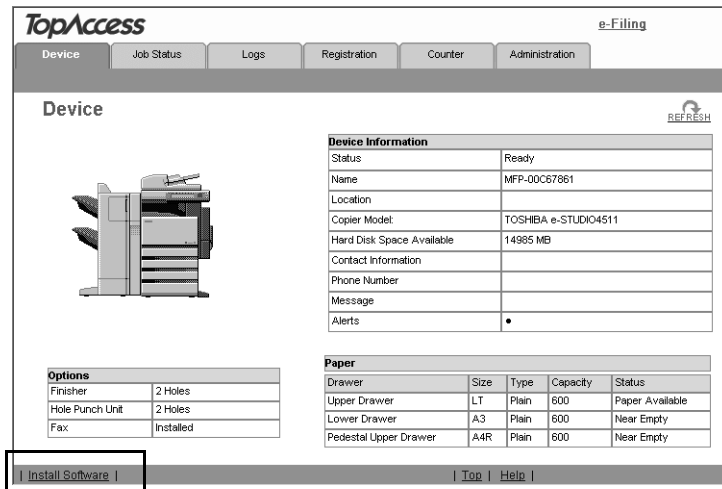 TopAccess
e-Filing
Device Job Status Logs Registration Counter Administration
Device
REFRESH
Device Information
Status Ready
Name MFP-00C67861
Location
Copier Model: TOSHIBA e-STUDIO4511
Hard Disk Space Available 14985 MB
Contact Information
Phone Number
Message
Alerts •
Options
Finisher 2 Holes
Hole Punch Unit 2 Holes
Fax Installed
Paper
Drawer Size Type Capacity Status
Upper Drawer LT Plain 600 Paper Available
Lower Drawer A3 Plain 600 Near Empty
Pedestal Upper Drawer A4R Plain 600 Near Empty
| Install Software | | Top | Help |